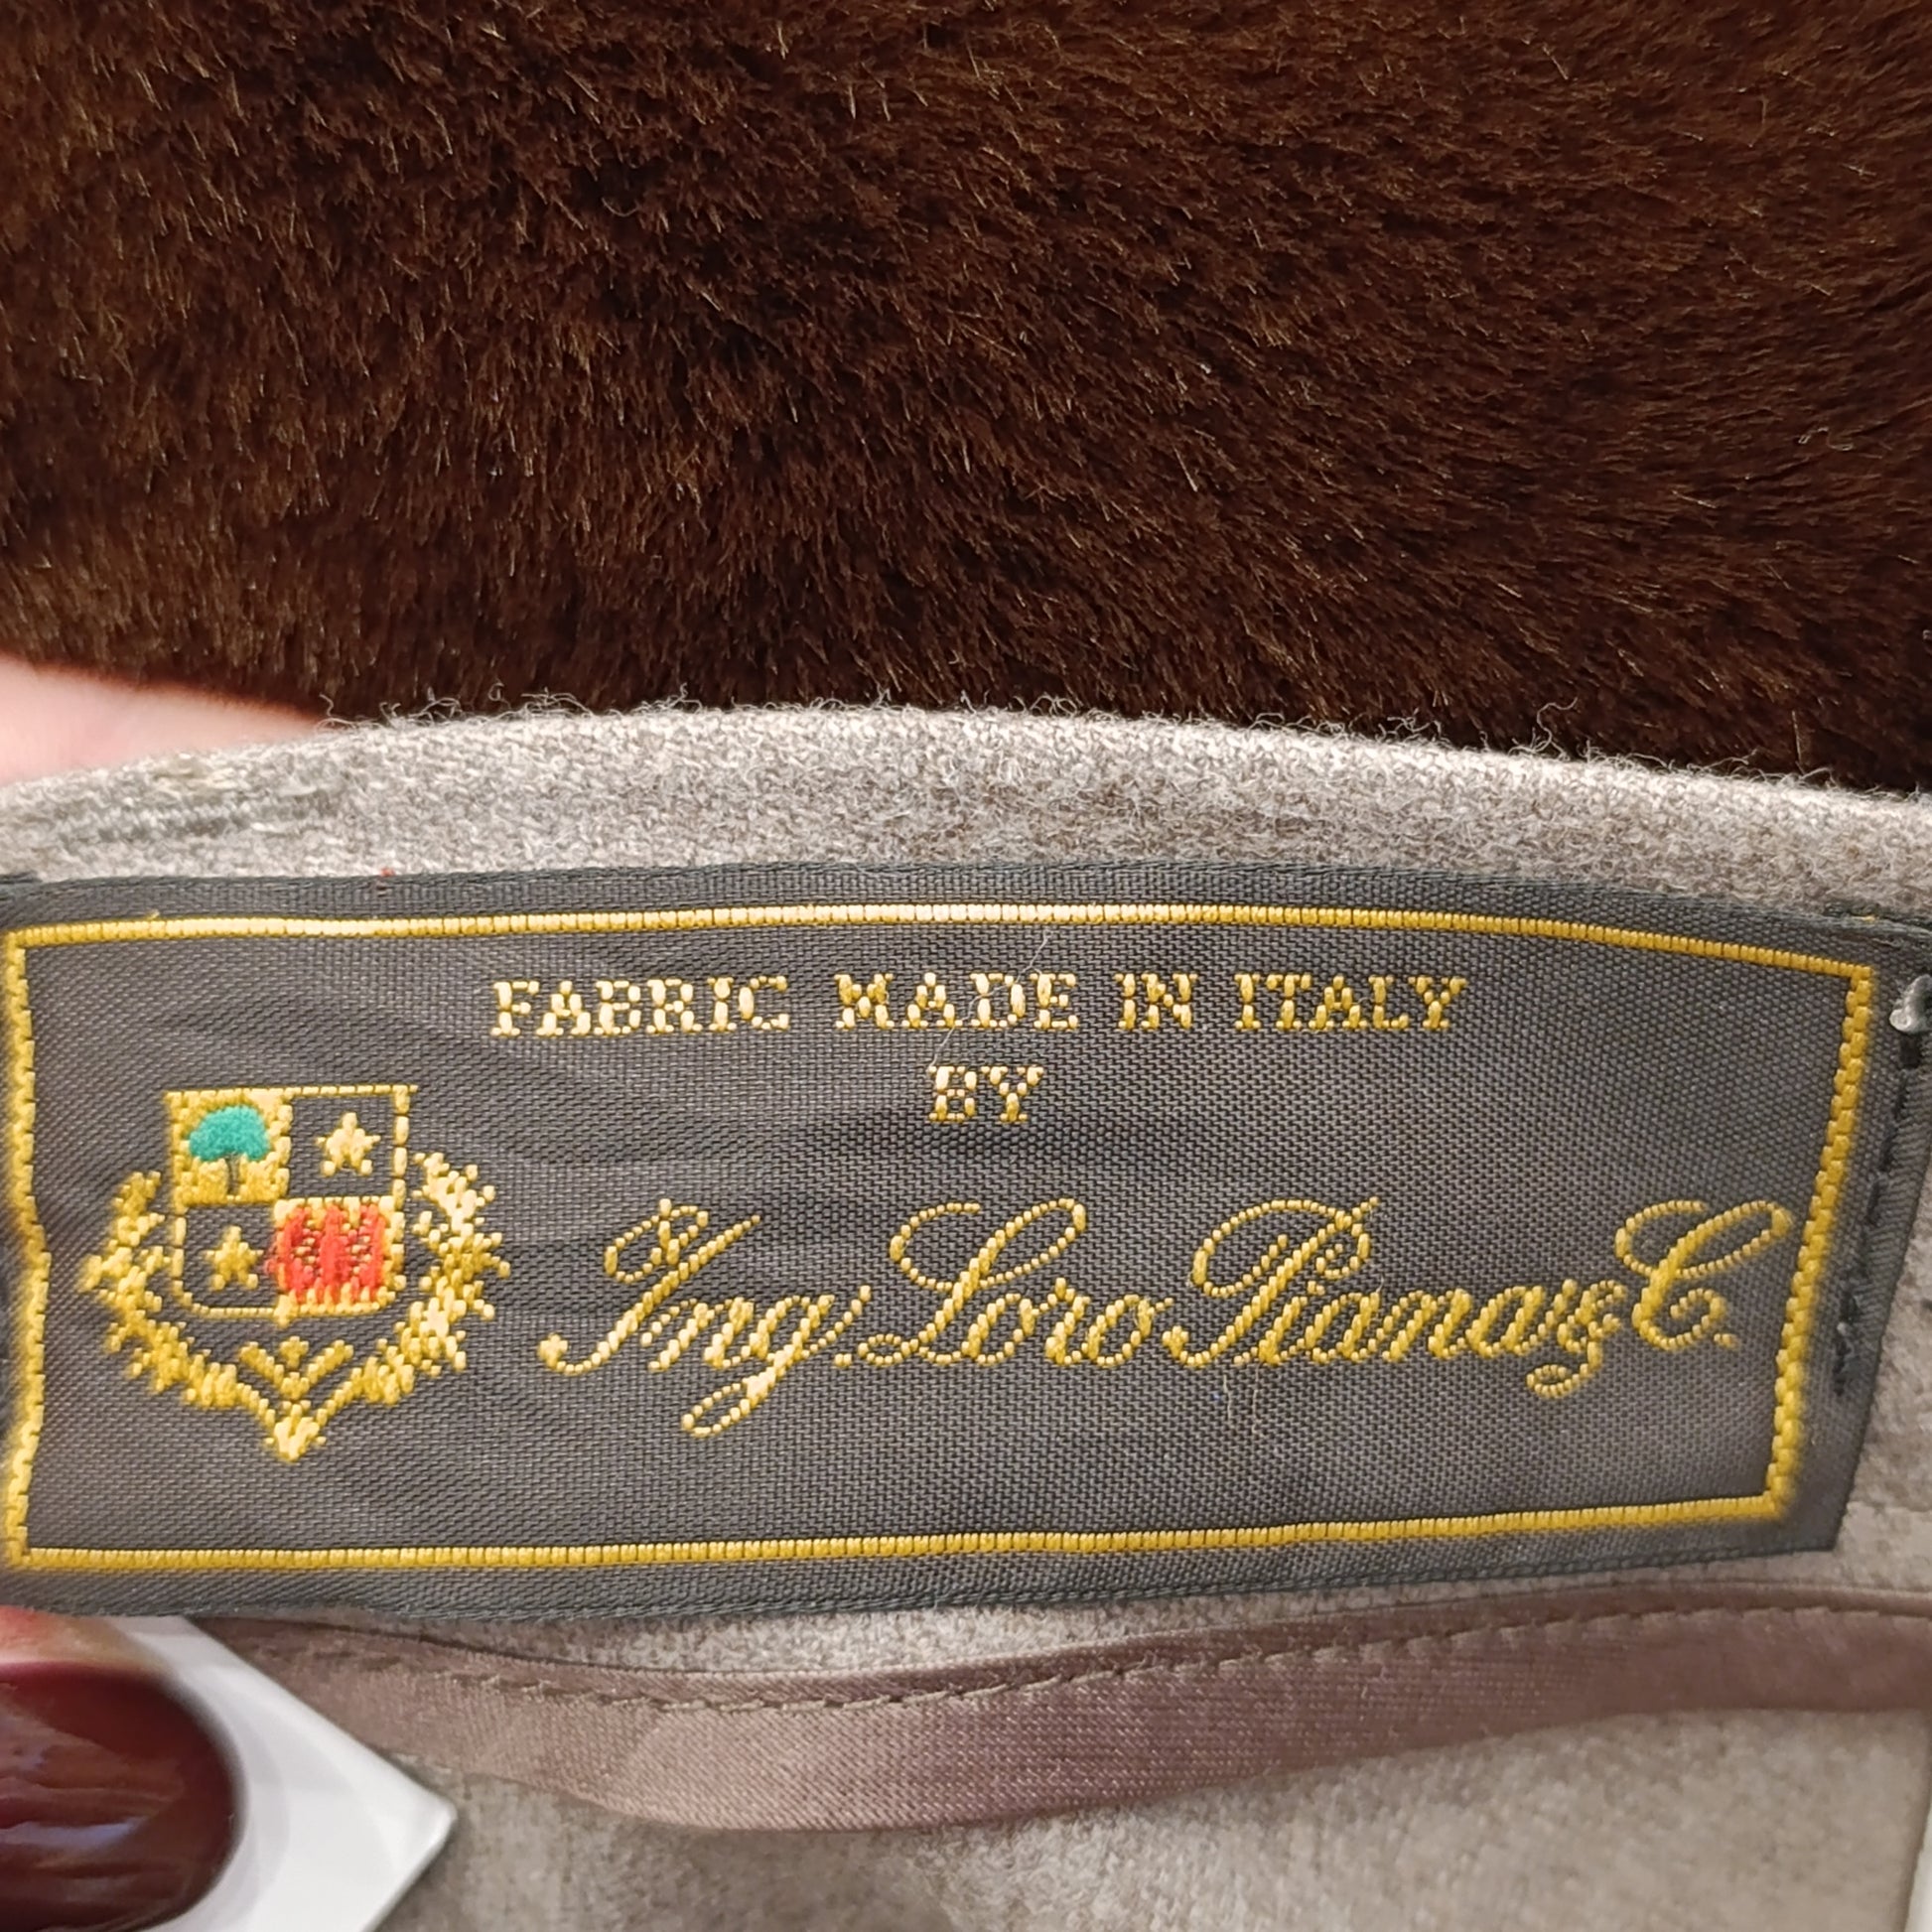 FABRIC MADE IN ITALY
BY
Ing. Loro Piana & C.